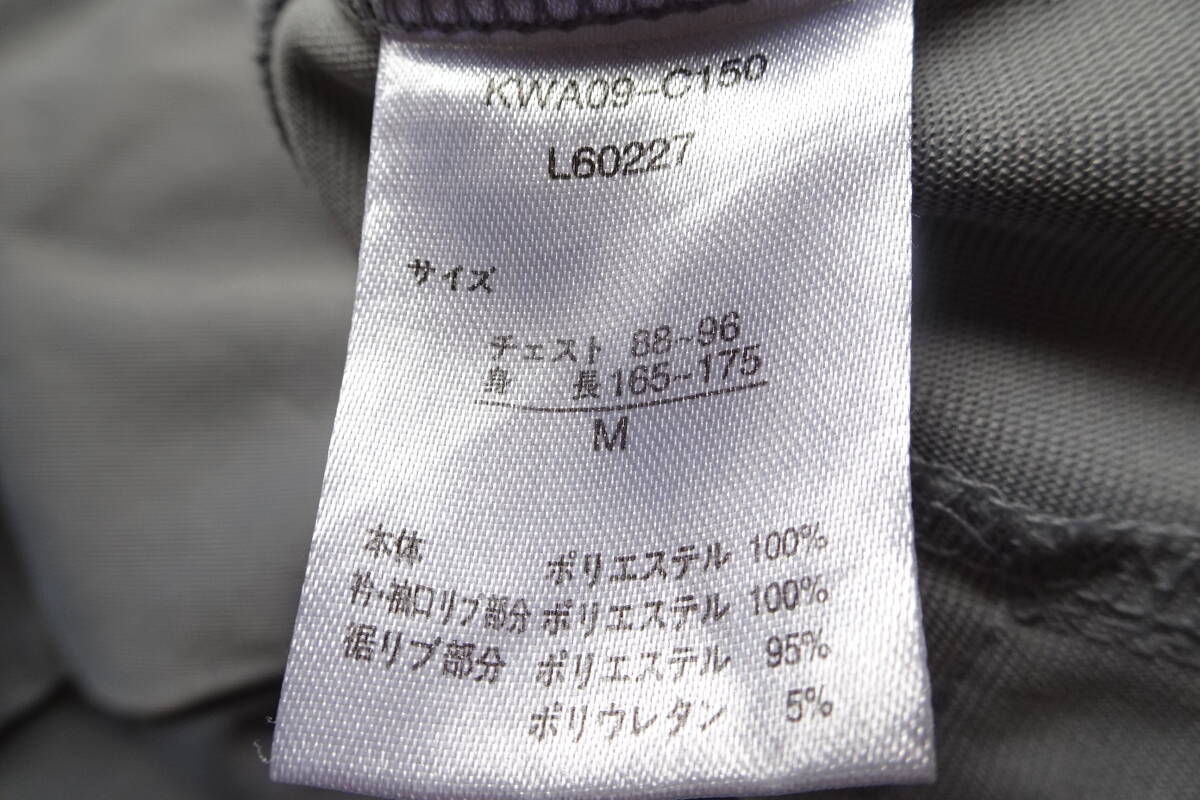 KWA09-C150
L60227
サイズ
チェスト 88~96
身 長 165~175
M
本体 ポリエステル 100%
衿・袖口リブ部分 ポリエステル 100%
裾リブ部分 ポリエステル 95%
ポリウレタン 5%